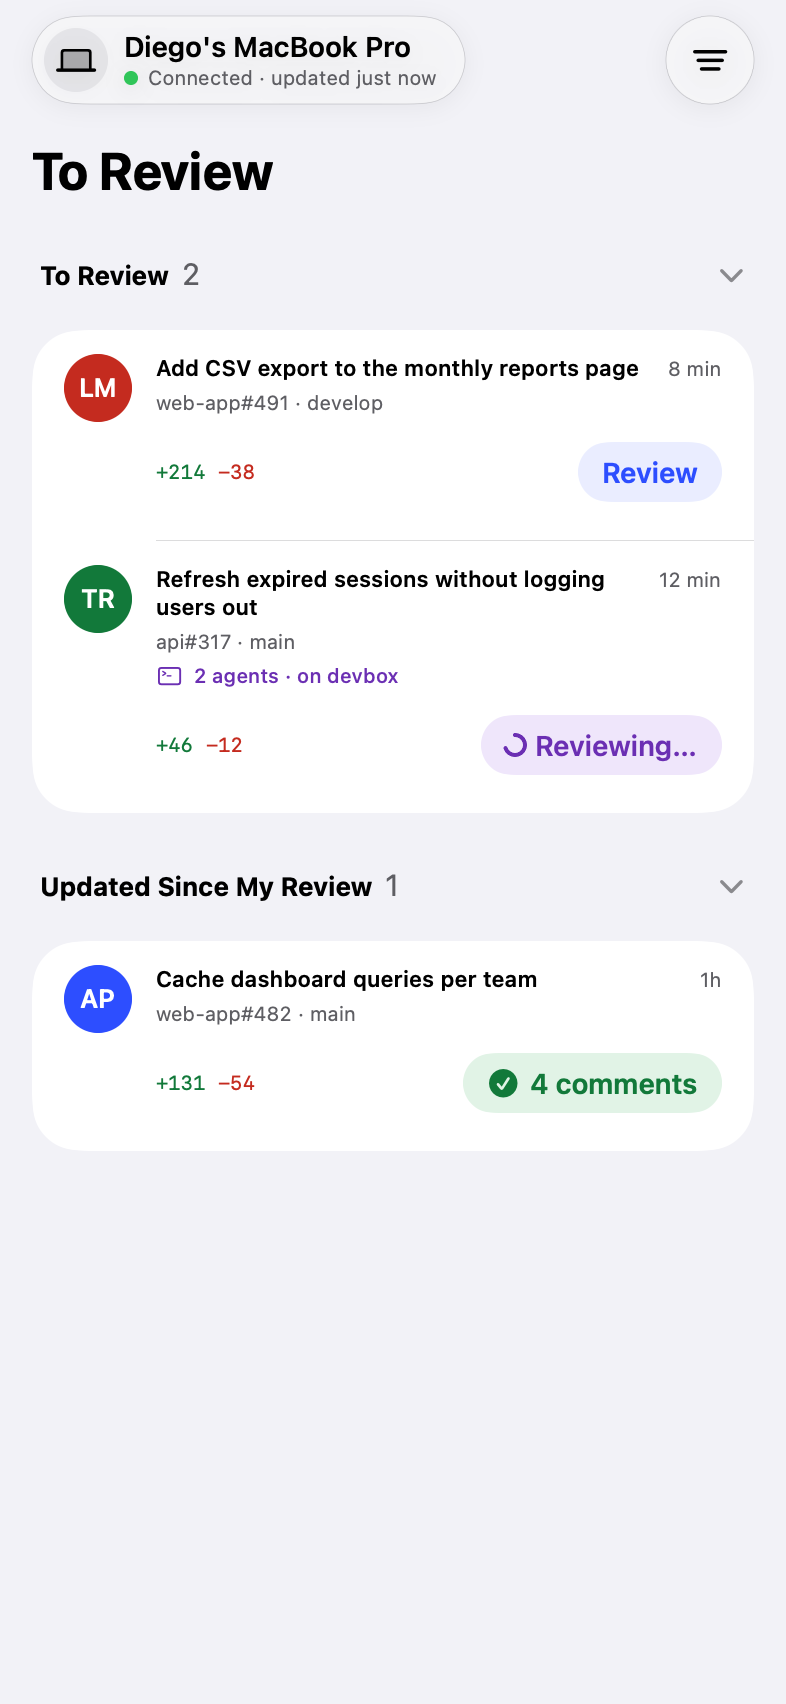 Diego's MacBook Pro
Connected · updated just now
To Review
To Review 2
LM
Add CSV export to the monthly reports page
8 min
web-app#491 · develop
+214 −38
Review
TR
Refresh expired sessions without logging
users out
12 min
api#317 · main
2 agents · on devbox
+46 −12
Reviewing...
Updated Since My Review 1
AP
Cache dashboard queries per team
1h
web-app#482 · main
+131 −54
4 comments